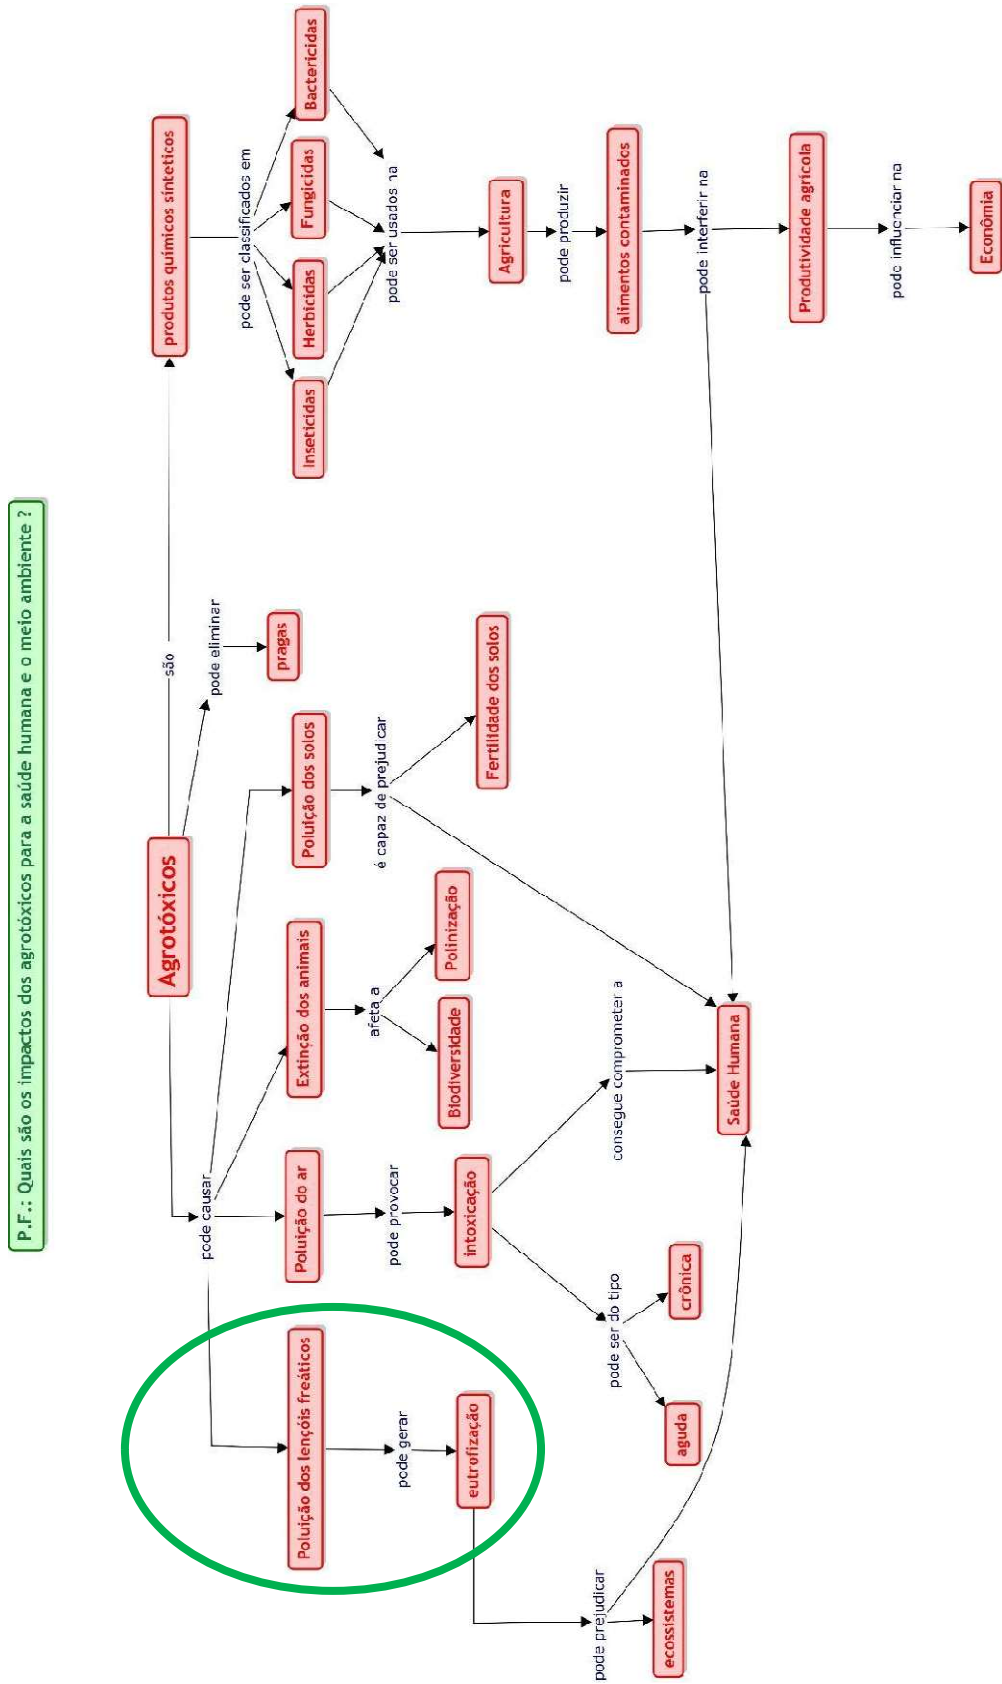 P.F.: Quais são os impactos dos agrotóxicos para a saúde humana e o meio ambiente ?
Agrotóxicos
são
produtos químicos sínteticos
pode causar
pode eliminar
pragas
pode ser classificados em
Poluição dos lençóis freáticos
Poluição do ar
Extinção dos animais
Poluição dos solos
Inseticidas
Herbicidas
Fungicidas
Bactericidas
pode gerar
pode provocar
afeta a
é capaz de prejudicar
pode ser usados na
eutrofização
intoxicação
Biodiversidade
Polinização
Fertilidade dos solos
Agricultura
pode produzir
pode prejudicar
pode ser do tipo
consegue comprometer a
alimentos contaminados
ecossistemas
aguda
crônica
pode interferir na
Saúde Humana
Produtividade agrícola
pode influenciar na
Econômia